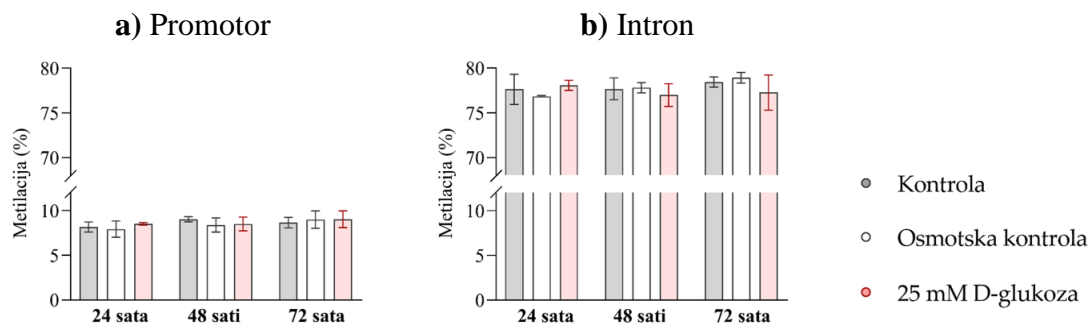 a) Promotor
Metilacija (%)
80
75
70
10
5
0
24 sata 48 sati 72 sata
b) Intron
Metilacija (%)
80
75
70
10
5
0
24 sata 48 sati 72 sata
Kontrola
Osmotska kontrola
25 mM D-glukoza